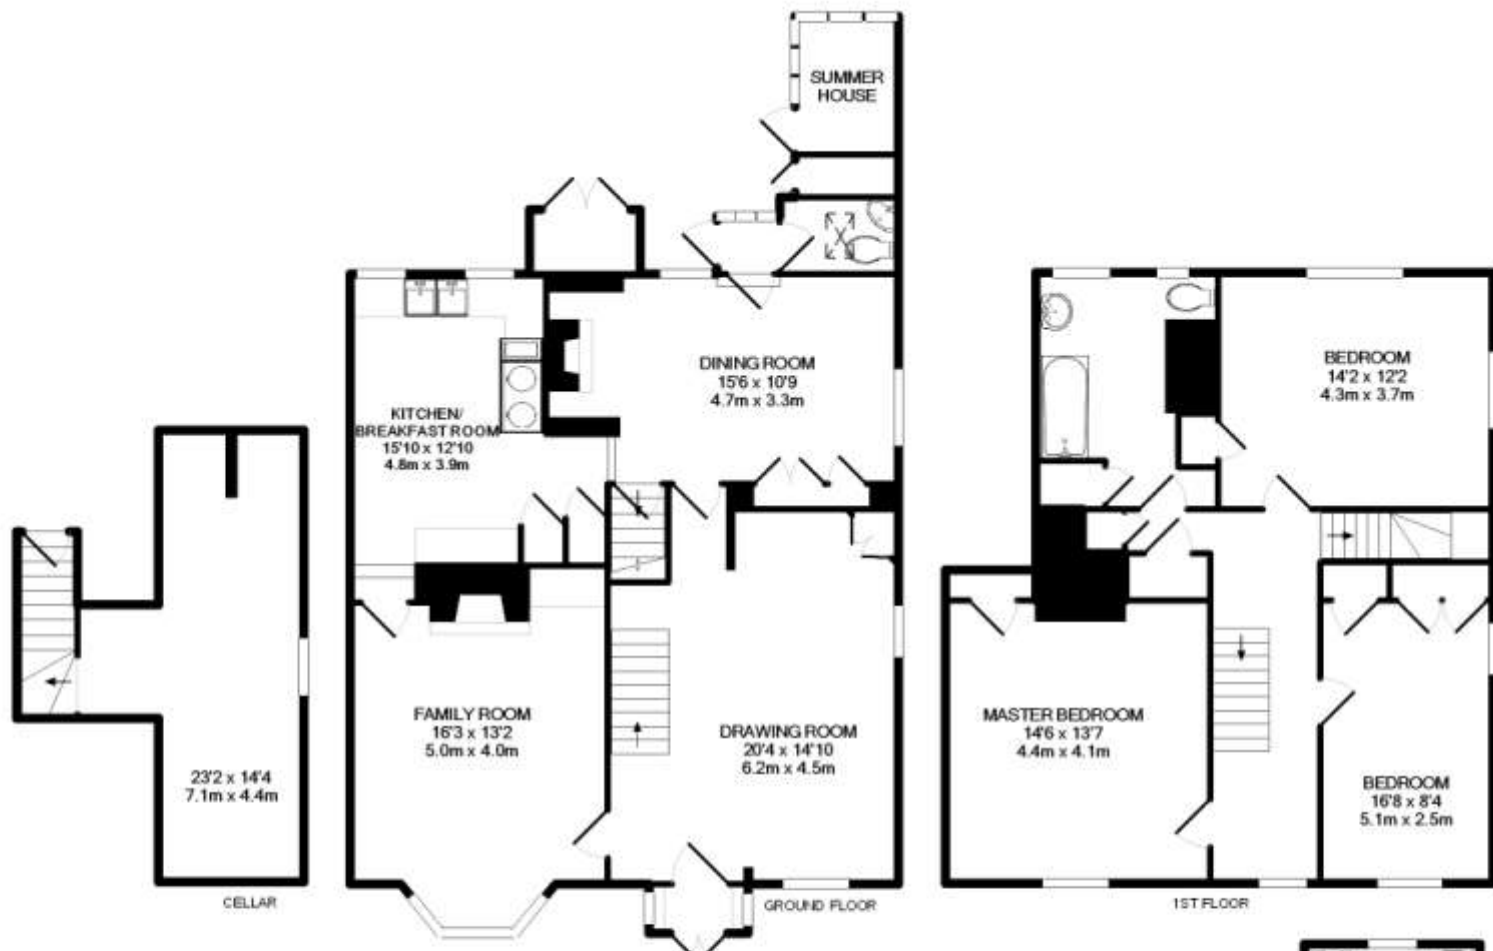 SUMMER
HOUSE
DINING ROOM
15'6 x 10'9
4.7m x 3.3m
KITCHEN/
BREAKFAST ROOM
15'10 x 12'10
4.8m x 3.9m
FAMILY ROOM
16'3 x 13'2
5.0m x 4.0m
DRAWING ROOM
20'4 x 14'10
6.2m x 4.5m
23'2 x 14'4
7.1m x 4.4m
BEDROOM
14'2 x 12'2
4.3m x 3.7m
MASTER BEDROOM
14'6 x 13'7
4.4m x 4.1m
BEDROOM
16'8 x 8'4
5.1m x 2.5m
CELLAR
GROUND FLOOR
1ST FLOOR